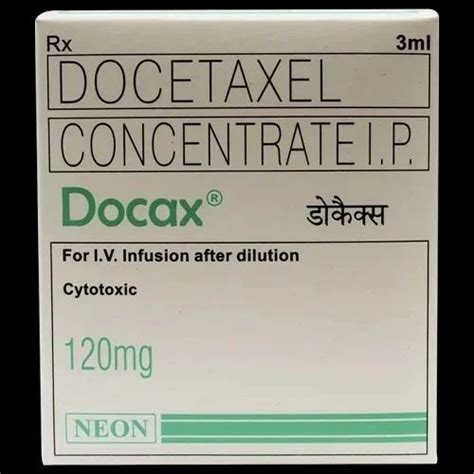 Rx 3ml
DOCETAXEL
CONCENTRATE I.P.
Docax® डोकैक्स
For I.V. Infusion after dilution
Cytotoxic
120mg
NEON